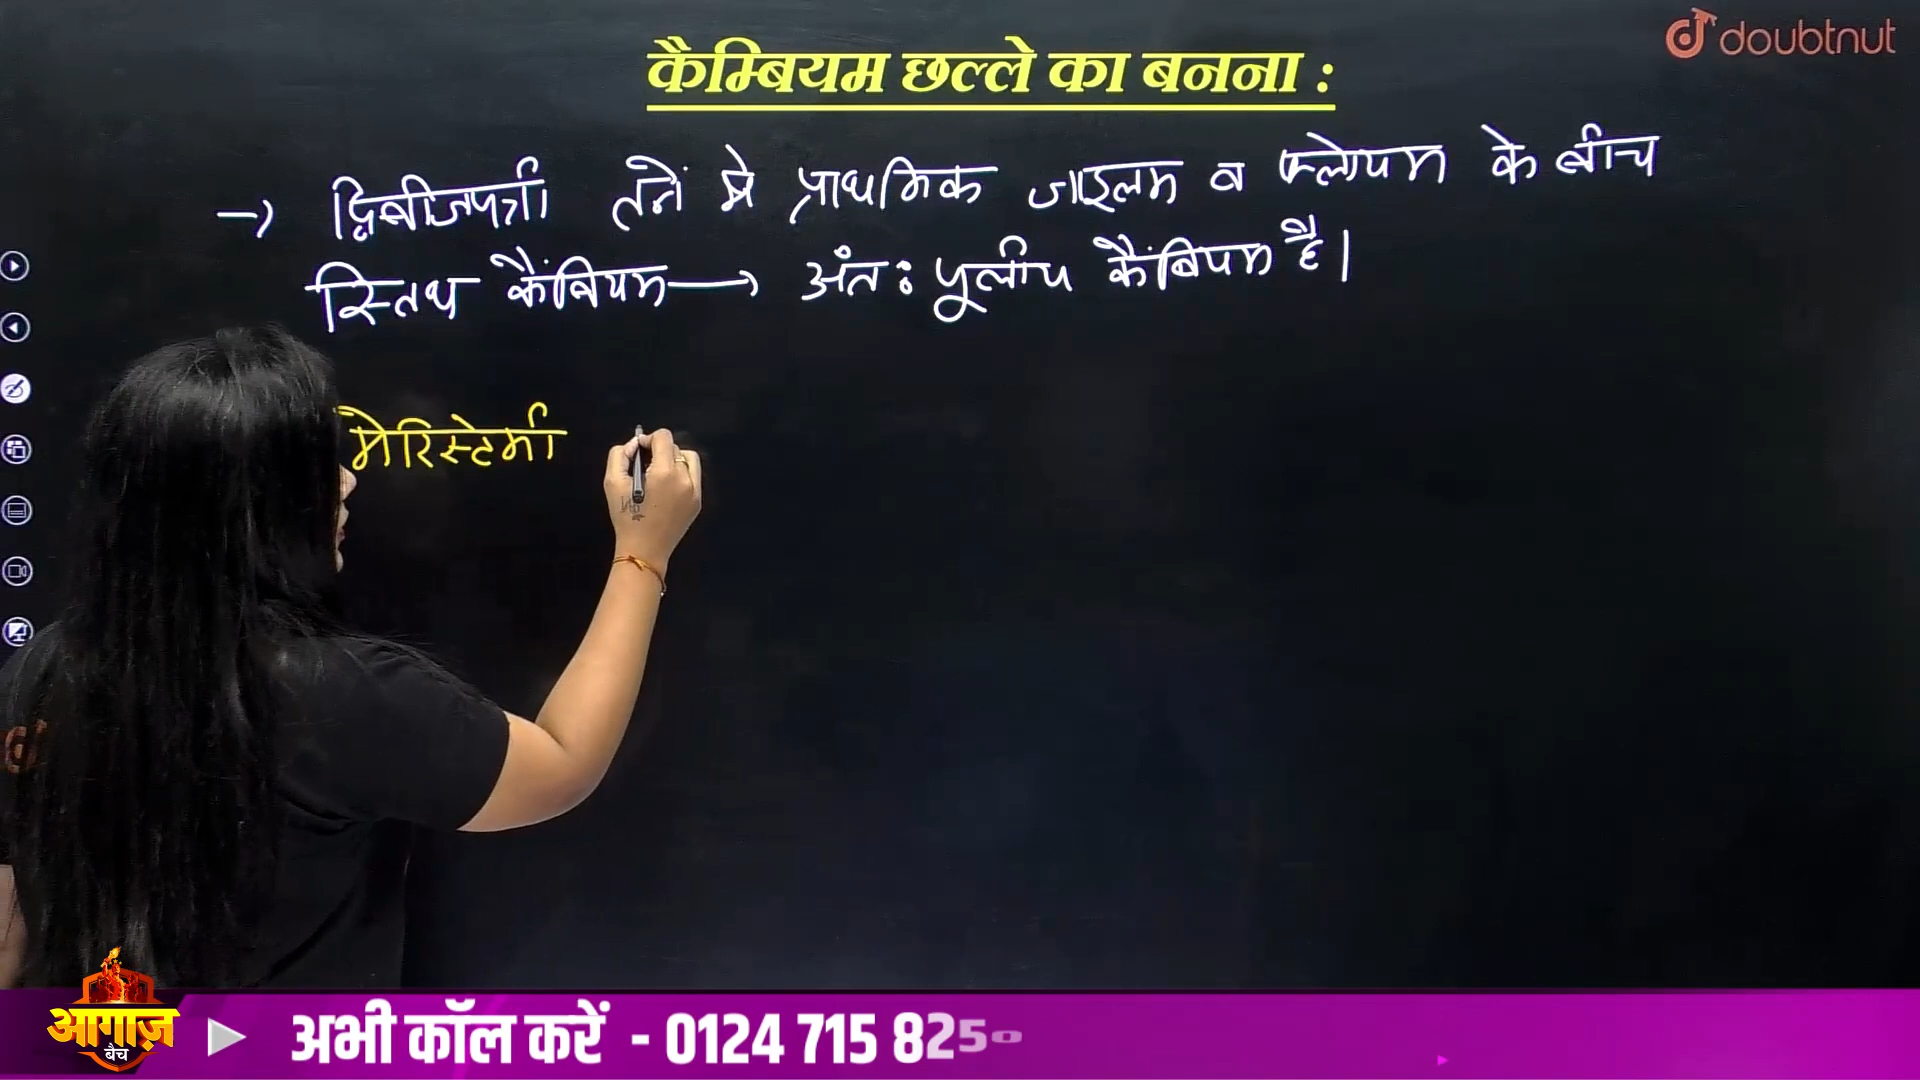 doubtnut
कैम्बियम छल्ले का बनना :
→ द्विबीजपत्री तनें मे प्राथमिक जाइलम व फ्लोयम के बीच
स्तिथ कैंबियम → अंतः पूलीय कैंबियम है।
मेरिस्टेमी
आगाज़
बैच
अभी कॉल करें - 0124 715 825